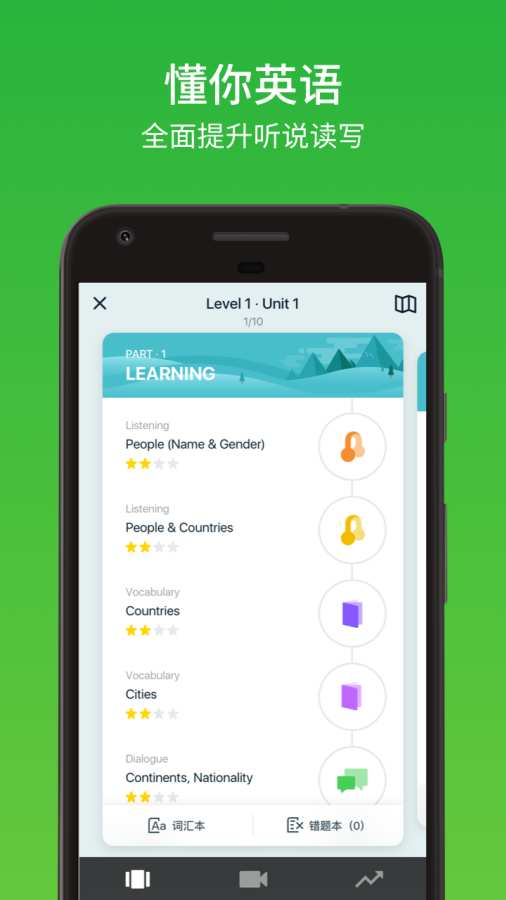 懂你英语
全面提升听说读写
Level 1 · Unit 1
1/10
PART · 1
LEARNING
Listening
People (Name & Gender)
Listening
People & Countries
Vocabulary
Countries
Vocabulary
Cities
Dialogue
Continents, Nationality
Aa 词汇本
错题本 (0)